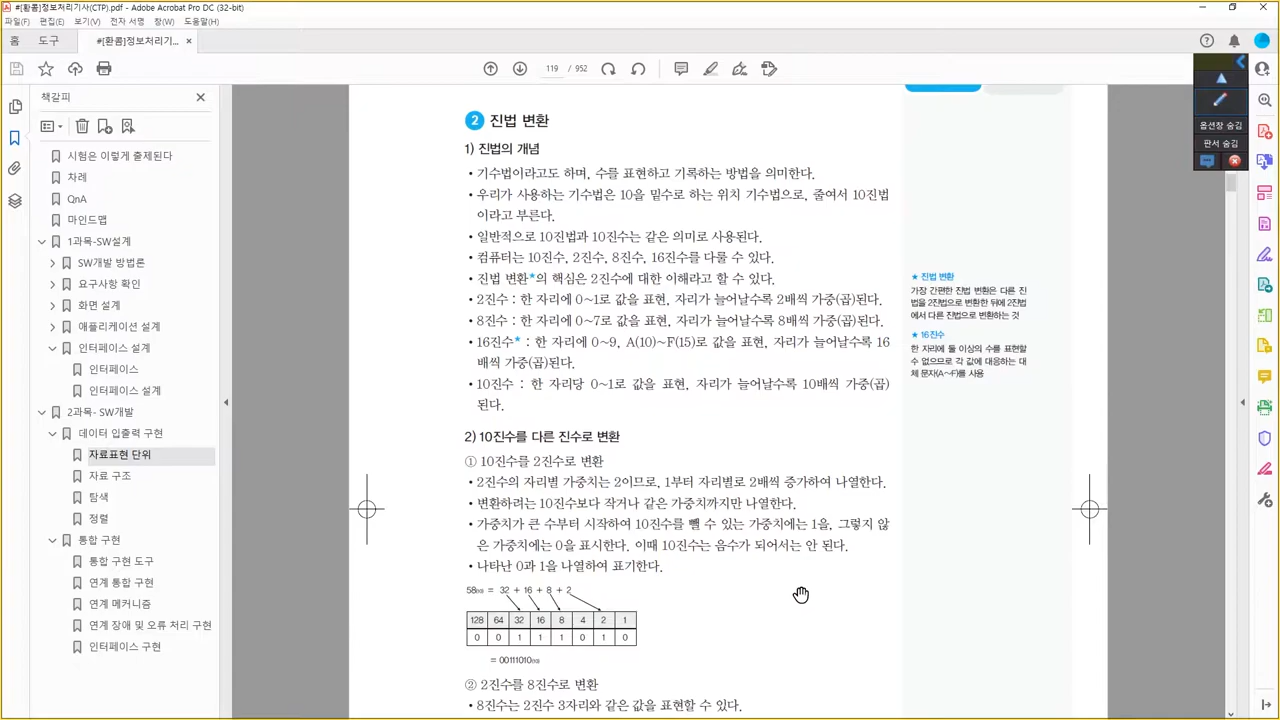 #[환콤]정보처리기사(CTP).pdf - Adobe Acrobat Pro DC (32-bit)
파일(F) 편집(E) 보기(V) 전자 서명 창(W) 도움말(H)
홈 도구 #[환콤]정보처리기... ×
119 / 952
책갈피
시험은 이렇게 출제된다
차례
QnA
마인드맵
1과목-SW설계
SW개발 방법론
요구사항 확인
화면 설계
애플리케이션 설계
인터페이스 설계
인터페이스
인터페이스 설계
2과목- SW개발
데이터 입출력 구현
자료표현 단위
자료 구조
탐색
정렬
통합 구현
통합 구현 도구
연계 통합 구현
연계 메커니즘
연계 장애 및 오류 처리 구현
인터페이스 구현
2 진법 변환
1) 진법의 개념
• 기수법이라고도 하며, 수를 표현하고 기록하는 방법을 의미한다.
• 우리가 사용하는 기수법은 10을 밑수로 하는 위치 기수법으로, 줄여서 10진법
이라고 부른다.
• 일반적으로 10진법과 10진수는 같은 의미로 사용된다.
• 컴퓨터는 10진수, 2진수, 8진수, 16진수를 다룰 수 있다.
• 진법 변환★의 핵심은 2진수에 대한 이해라고 할 수 있다.
• 2진수 : 한 자리에 0~1로 값을 표현, 자리가 늘어날수록 2배씩 가중(곱)된다.
• 8진수 : 한 자리에 0~7로 값을 표현, 자리가 늘어날수록 8배씩 가중(곱)된다.
• 16진수★ : 한 자리에 0~9, A(10)~F(15)로 값을 표현, 자리가 늘어날수록 16
배씩 가중(곱)된다.
• 10진수 : 한 자리당 0~1로 값을 표현, 자리가 늘어날수록 10배씩 가중(곱)
된다.
2) 10진수를 다른 진수로 변환
① 10진수를 2진수로 변환
• 2진수의 자리별 가중치는 2이므로, 1부터 자리별로 2배씩 증가하여 나열한다.
• 변환하려는 10진수보다 작거나 같은 가중치까지만 나열한다.
• 가중치가 큰 수부터 시작하여 10진수를 뺄 수 있는 가중치에는 1을, 그렇지 않
은 가중치에는 0을 표시한다. 이때 10진수는 음수가 되어서는 안 된다.
• 나타난 0과 1을 나열하여 표기한다.
58(10) = 32 + 16 + 8 + 2
128 64 32 16 8 4 2 1
0 0 1 1 1 0 1 0
= 00111010(2)
② 2진수를 8진수로 변환
• 8진수는 2진수 3자리와 같은 값을 표현할 수 있다.
★ 진법 변환
가장 간편한 진법 변환은 다른 진
법을 2진법으로 변환한 뒤에 2진법
에서 다른 진법으로 변환하는 것
★ 16진수
한 자리에 둘 이상의 수를 표현할
수 없으므로 각 값에 대응하는 대
체 문자(A~F)를 사용
옵션창 숨김
판서 숨김